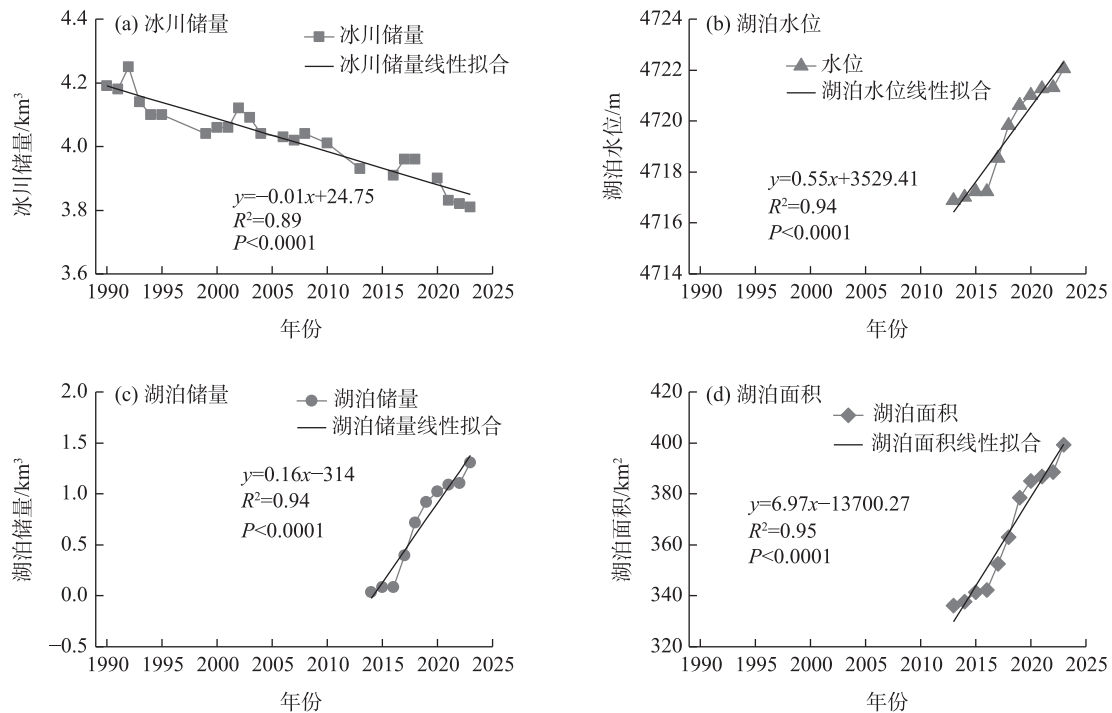 (a) 冰川储量
冰川储量
冰川储量线性拟合
4.4
4.2
4.0
3.8
3.6
冰川储量/km³
y=−0.01x+24.75
R²=0.89
P<0.0001
1990 1995 2000 2005 2010 2015 2020 2025
年份
(b) 湖泊水位
水位
湖泊水位线性拟合
4724
4722
4720
4718
4716
4714
湖泊水位/m
y=0.55x+3529.41
R²=0.94
P<0.0001
1990 1995 2000 2005 2010 2015 2020 2025
年份
(c) 湖泊储量
湖泊储量
湖泊储量线性拟合
2.0
1.5
1.0
0.5
0.0
−0.5
湖泊储量/km³
y=0.16x−314
R²=0.94
P<0.0001
1990 1995 2000 2005 2010 2015 2020 2025
年份
(d) 湖泊面积
湖泊面积
湖泊面积线性拟合
420
400
380
360
340
320
湖泊面积/km²
y=6.97x−13700.27
R²=0.95
P<0.0001
1990 1995 2000 2005 2010 2015 2020 2025
年份